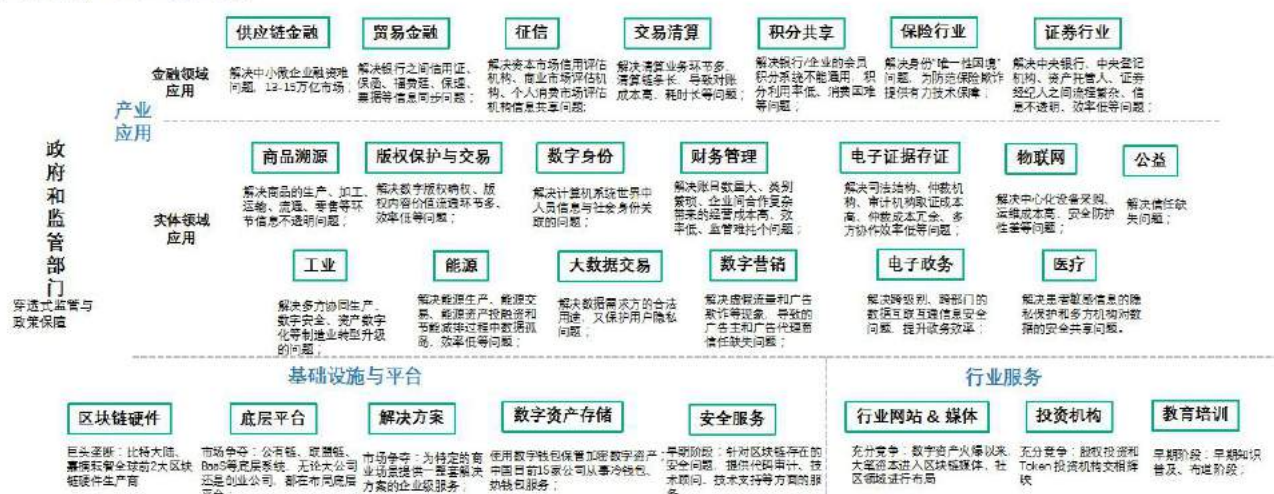 供应链金融
贸易金融
征信
交易清算
积分共享
保险行业
证券行业
金融领域
应用
解决中小微企业融资难
问题，13-15万亿市场；
解决银行之间信用证、
保函、福费廷、保理、
票据等信息同步问题；
解决资本市场信用评估
机构、商业市场评估机
构、个人消费市场评估
机构信息共享问题；
解决清算业务环节多、
清算链条长，导致对账
成本高、耗时长等问题；
解决银行/企业的会员
积分系统不能通用，积
分利用率低、消费困难
等问题；
解决身份"唯一性困境"
问题，为防范保险欺诈
提供有力技术保障；
解决中央银行、中央登记
机构、资产托管人、证券
经纪人之间流程繁杂、信
息不透明、效率低等问题；
产业
应用
政府和监管部门
穿透式监管与
政策保障
商品溯源
版权保护与交易
数字身份
财务管理
电子证据存证
物联网
公益
实体领域
应用
解决商品的生产、加工、
运输、流通、零售等环
节信息不透明问题；
解决数字版权确权、版
权内容价值流通环节多、
效率低等问题；
解决计算机系统世界中
人员信息与社会身份关
联的问题；
解决账目数量大、类别
繁琐、企业间合作复杂
带来的经营成本高、效
率低、监管难托个问题；
解决司法结构、仲裁机
构、审计机构取证成本
高、仲裁成本冗余、多
方协作效率低等问题；
解决中心化设备采购、
运维成本高、安全防护
性差等问题；
解决信任缺
失问题；
工业
能源
大数据交易
数字营销
电子政务
医疗
解决多方协同生产、
数字安全、资产数字
化等制造业转型升级
的问题；
解决能源生产、能源交
易、能源资产投融资和
节能减排过程中数据孤
岛、效率低等问题；
解决数据需求方的合法
用途，又保护用户隐私
问题；
解决虚假流量和广告
欺诈等现象，导致的
广告主和广告代理商
信任缺失问题；
解决跨级别、跨部门的
数据互联互通信息安全
问题，提升政务效率；
解决患者敏感信息的隐
私保护和多方机构对数
据的安全共享问题。
基础设施与平台
行业服务
区块链硬件
底层平台
解决方案
数字资产存储
安全服务
行业网站 & 媒体
投资机构
教育培训
巨头垄断：比特大陆、
嘉楠耘智全球前2大区块
链硬件生产商
市场争夺：公有链、联盟链、
BaaS等底层系统，无论大公司
还是创业公司，都在布局底层
平台；
市场争夺：为特定的商
业场景提供一整套解决
方案的企业级服务；
使用数字钱包保管加密数字资产；
中国目前15家公司从事冷钱包、
热钱包服务；
早期阶段：针对区块链存在的
安全问题，提供代码审计、技
术顾问、技术支持等方面的服
务
充分竞争：数字资产火爆以来，
大笔资本进入区块链媒体、社
区领域进行布局
充分竞争：股权投资和
Token投资机构交相辉
映
早期阶段：早期知识
普及、布道阶段；